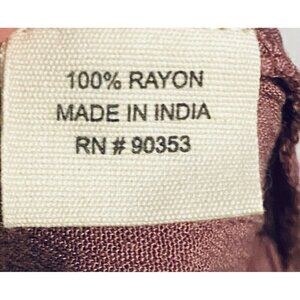 100% RAYON
MADE IN INDIA
RN # 90353